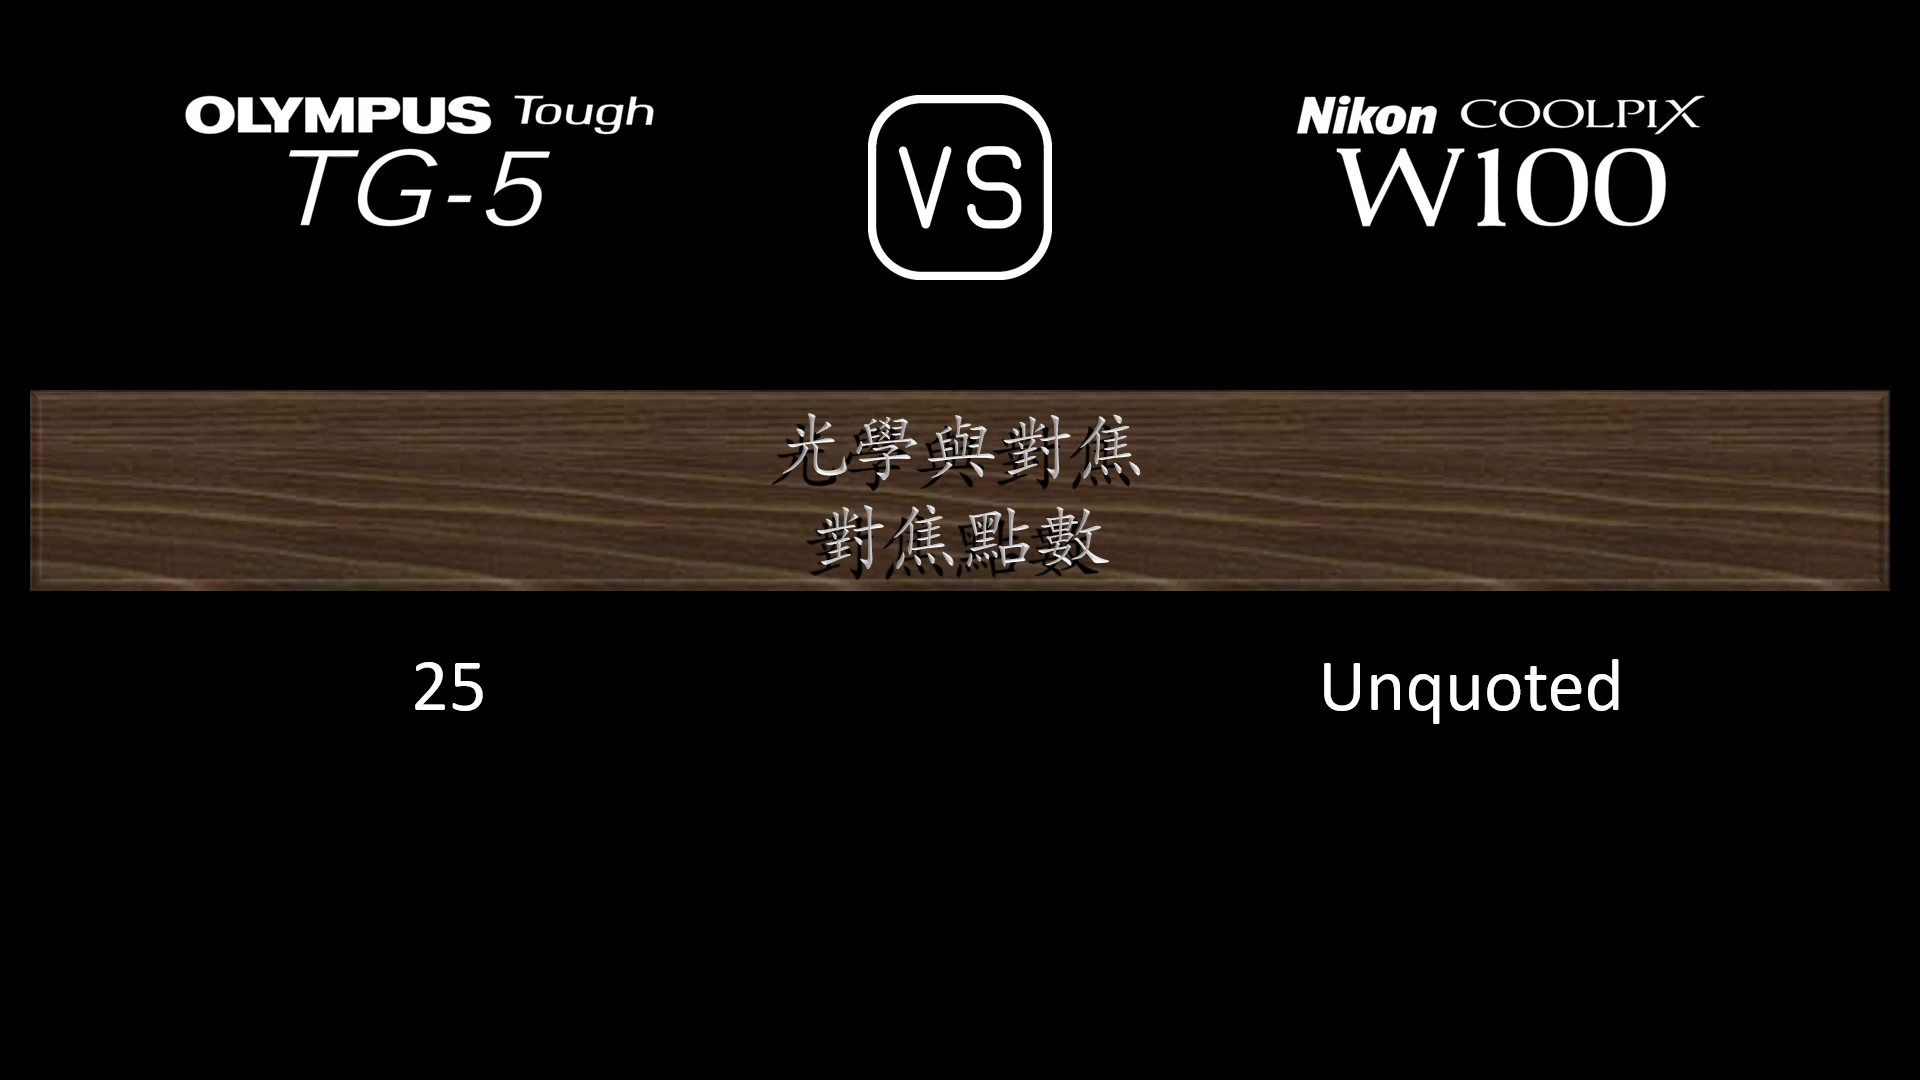 OLYMPUS Tough
TG-5
VS
Nikon COOLPIX
W100
光學與對焦
對焦點數
25
Unquoted